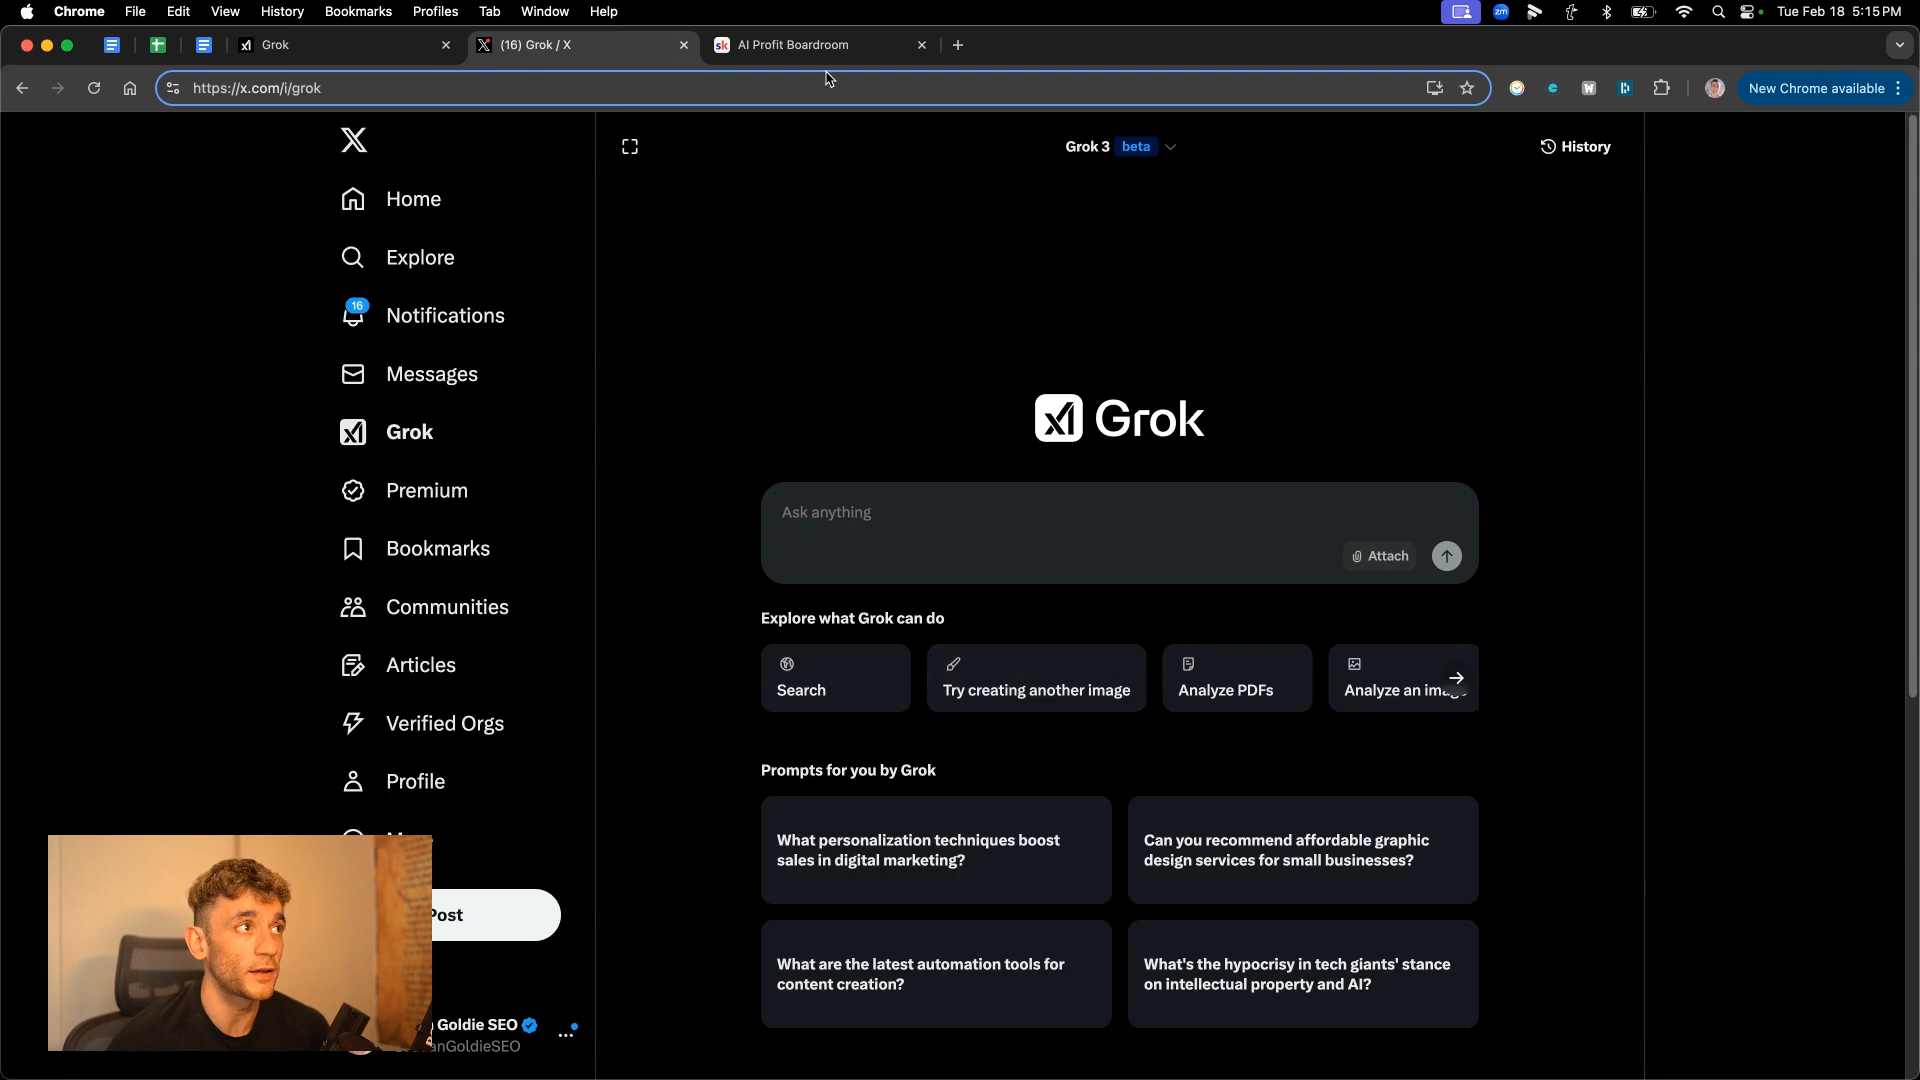 Chrome File Edit View History Bookmarks Profiles Tab Window Help zm Tue Feb 18 5:15 PM
Grok (16) Grok / X sk AI Profit Boardroom
https://x.com/i/grok New Chrome available
Grok 3 beta
History
Home
Explore
16
Notifications
Messages
Grok
Premium
Bookmarks
Communities
Articles
Verified Orgs
Profile
Post
Goldie SEO
anGoldieSEO
Grok
Ask anything
Attach
Explore what Grok can do
Search
Try creating another image
Analyze PDFs
Analyze an image
Prompts for you by Grok
What personalization techniques boost
sales in digital marketing?
Can you recommend affordable graphic
design services for small businesses?
What are the latest automation tools for
content creation?
What's the hypocrisy in tech giants' stance
on intellectual property and AI?